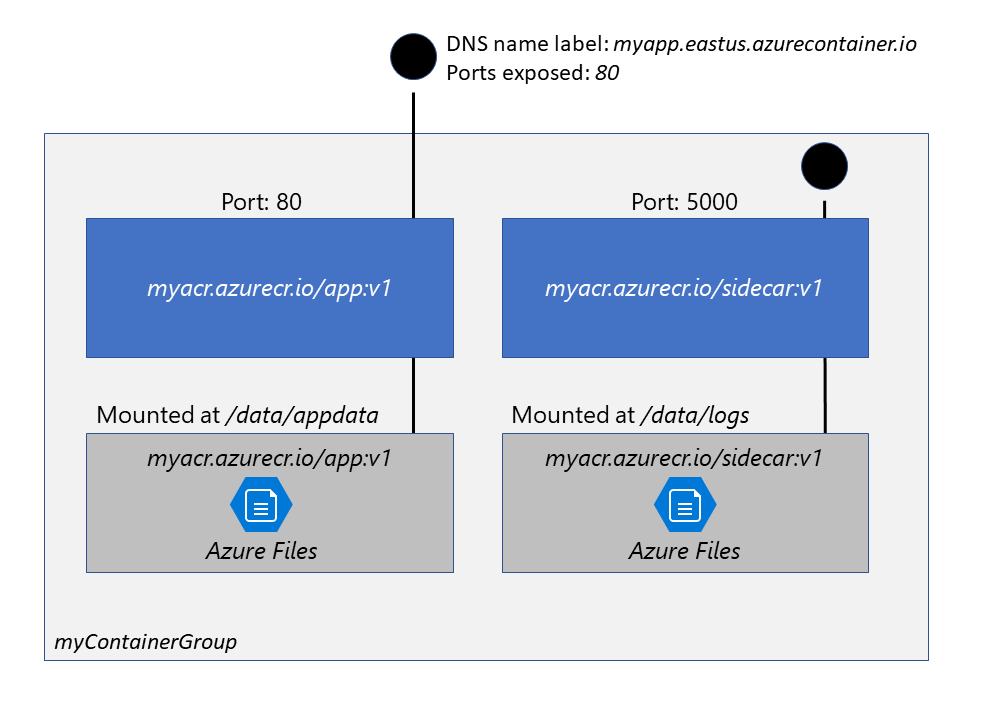 DNS name label: myapp.eastus.azurecontainer.io
Ports exposed: 80
Port: 80
Port: 5000
myacr.azurecr.io/app:v1
myacr.azurecr.io/sidecar:v1
Mounted at /data/appdata
Mounted at /data/logs
myacr.azurecr.io/app:v1
myacr.azurecr.io/sidecar:v1
Azure Files
Azure Files
myContainerGroup